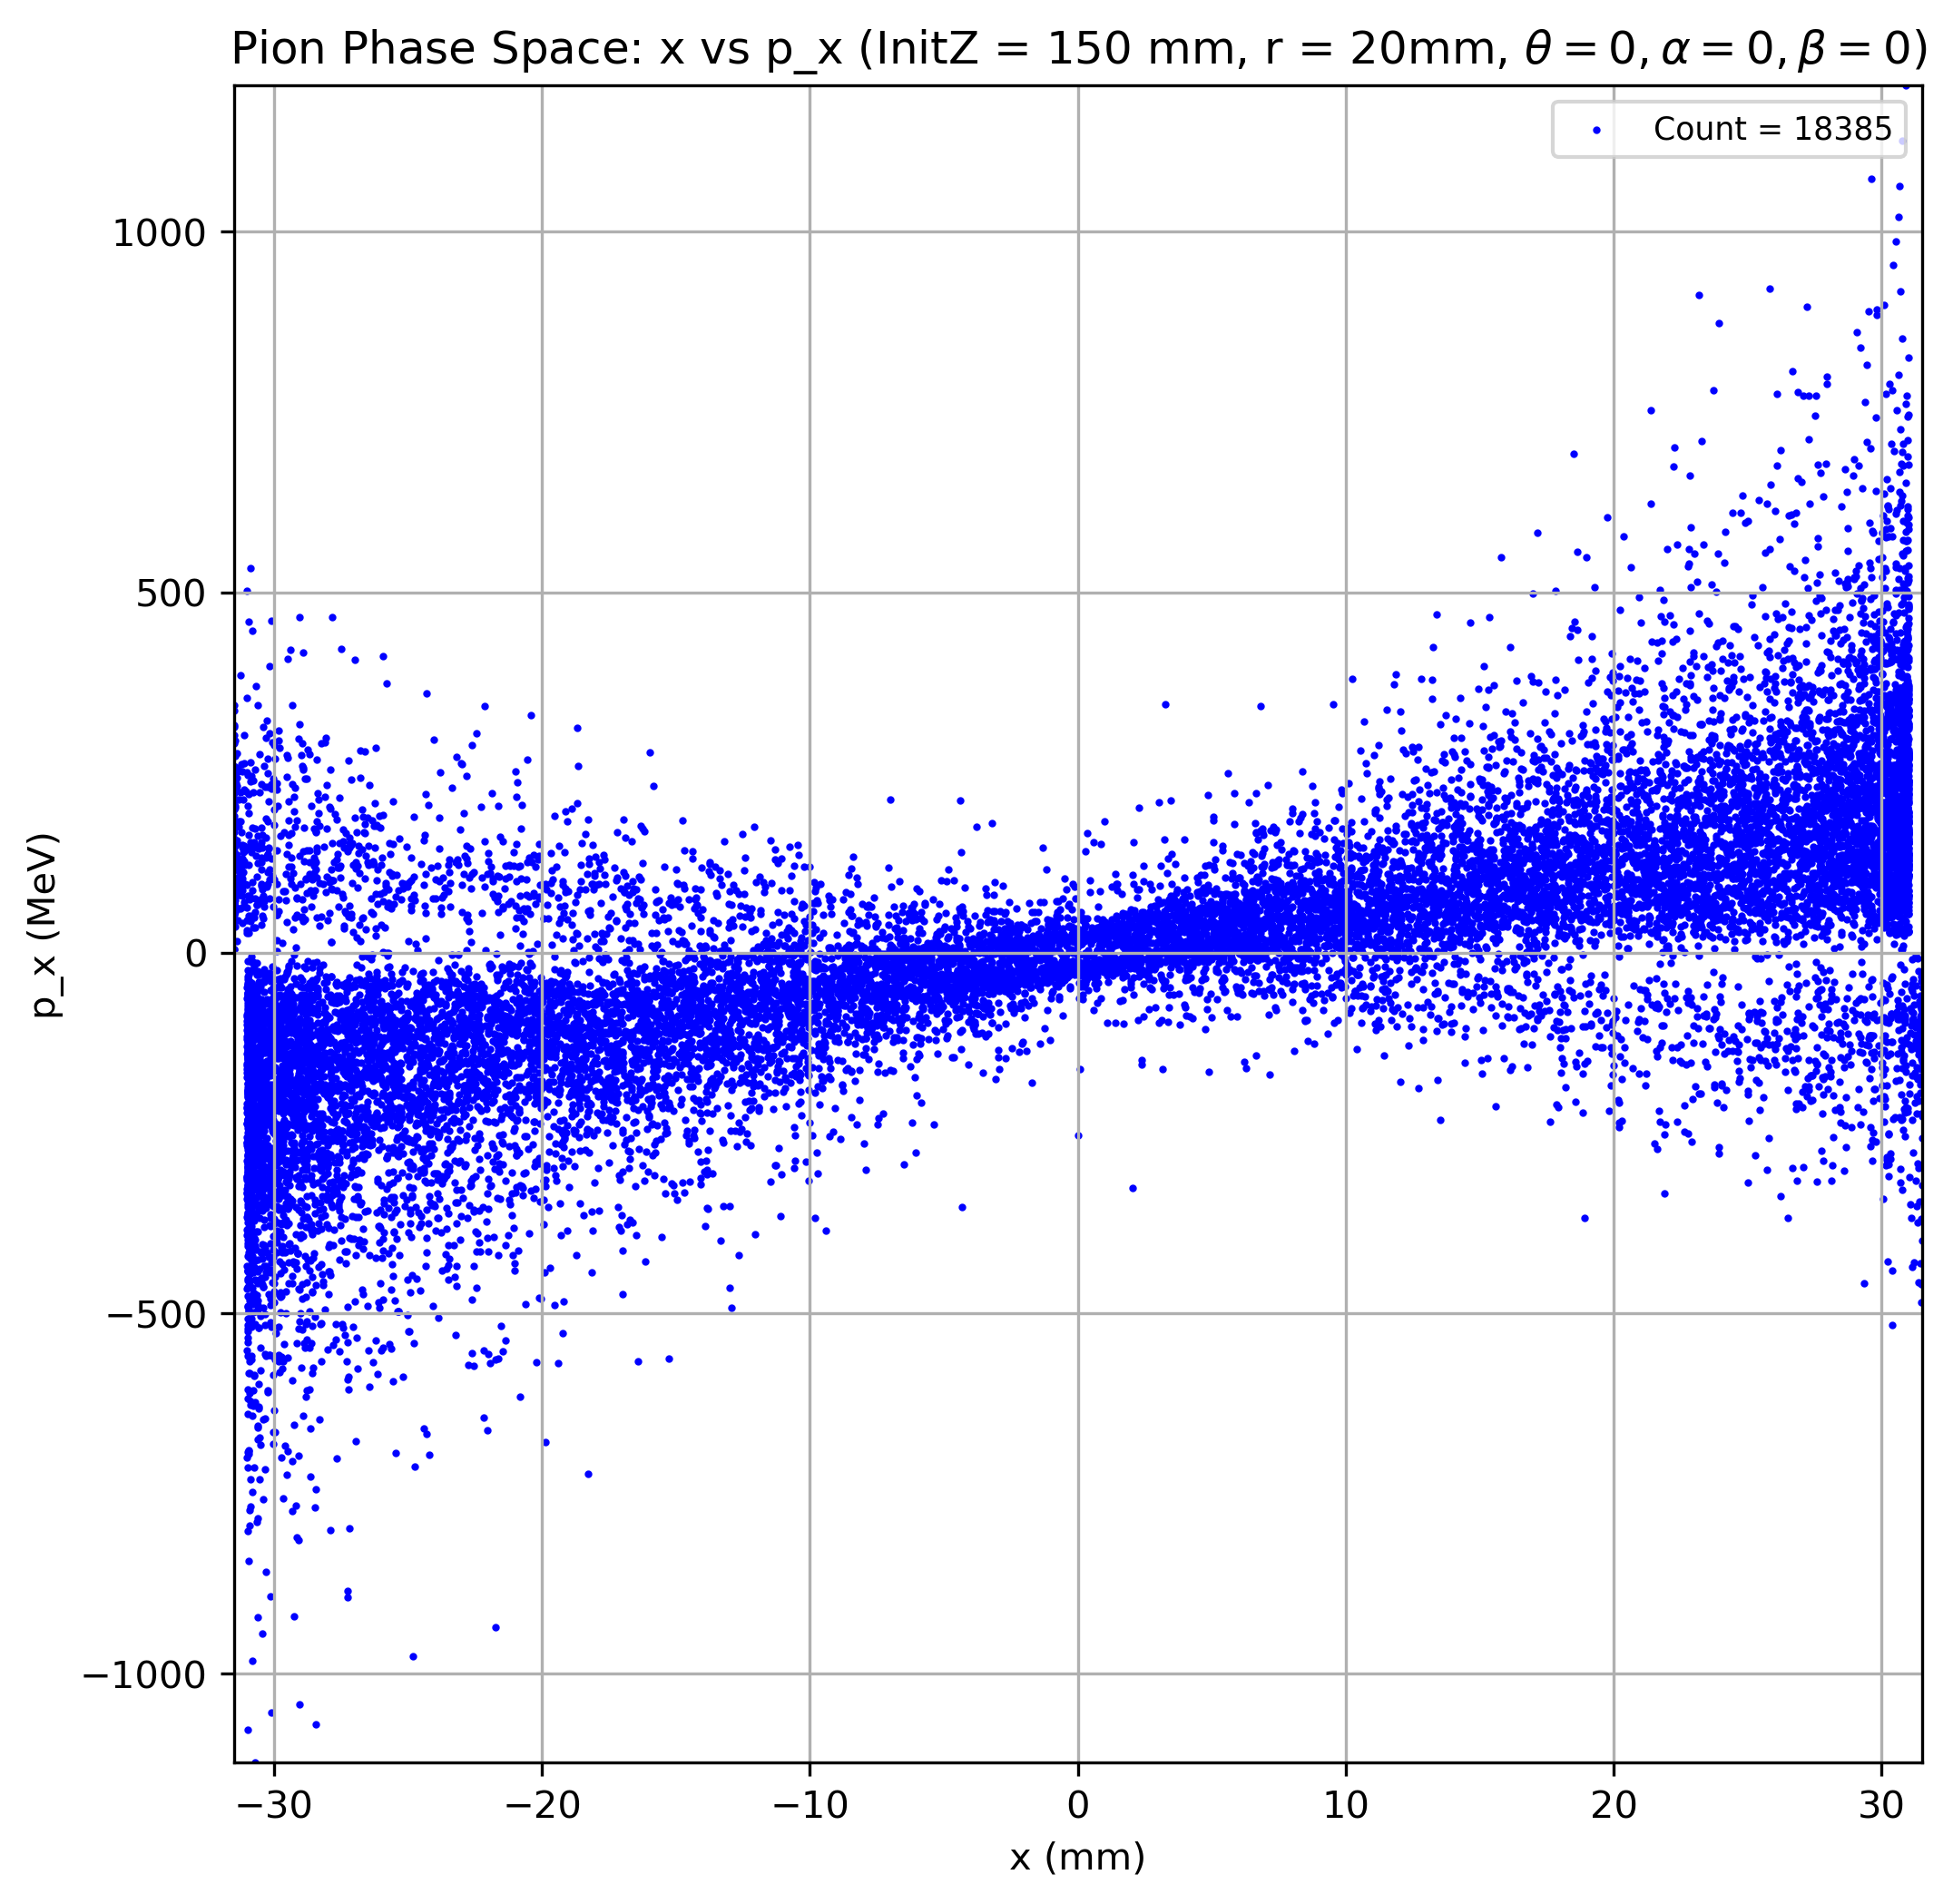 Pion Phase Space: x vs p_x (InitZ = 150 mm, r = 20mm, θ = 0, α = 0, β = 0)
Count = 18385
1000
500
0
−500
−1000
p_x (MeV)
−30 −20 −10 0 10 20 30
x (mm)